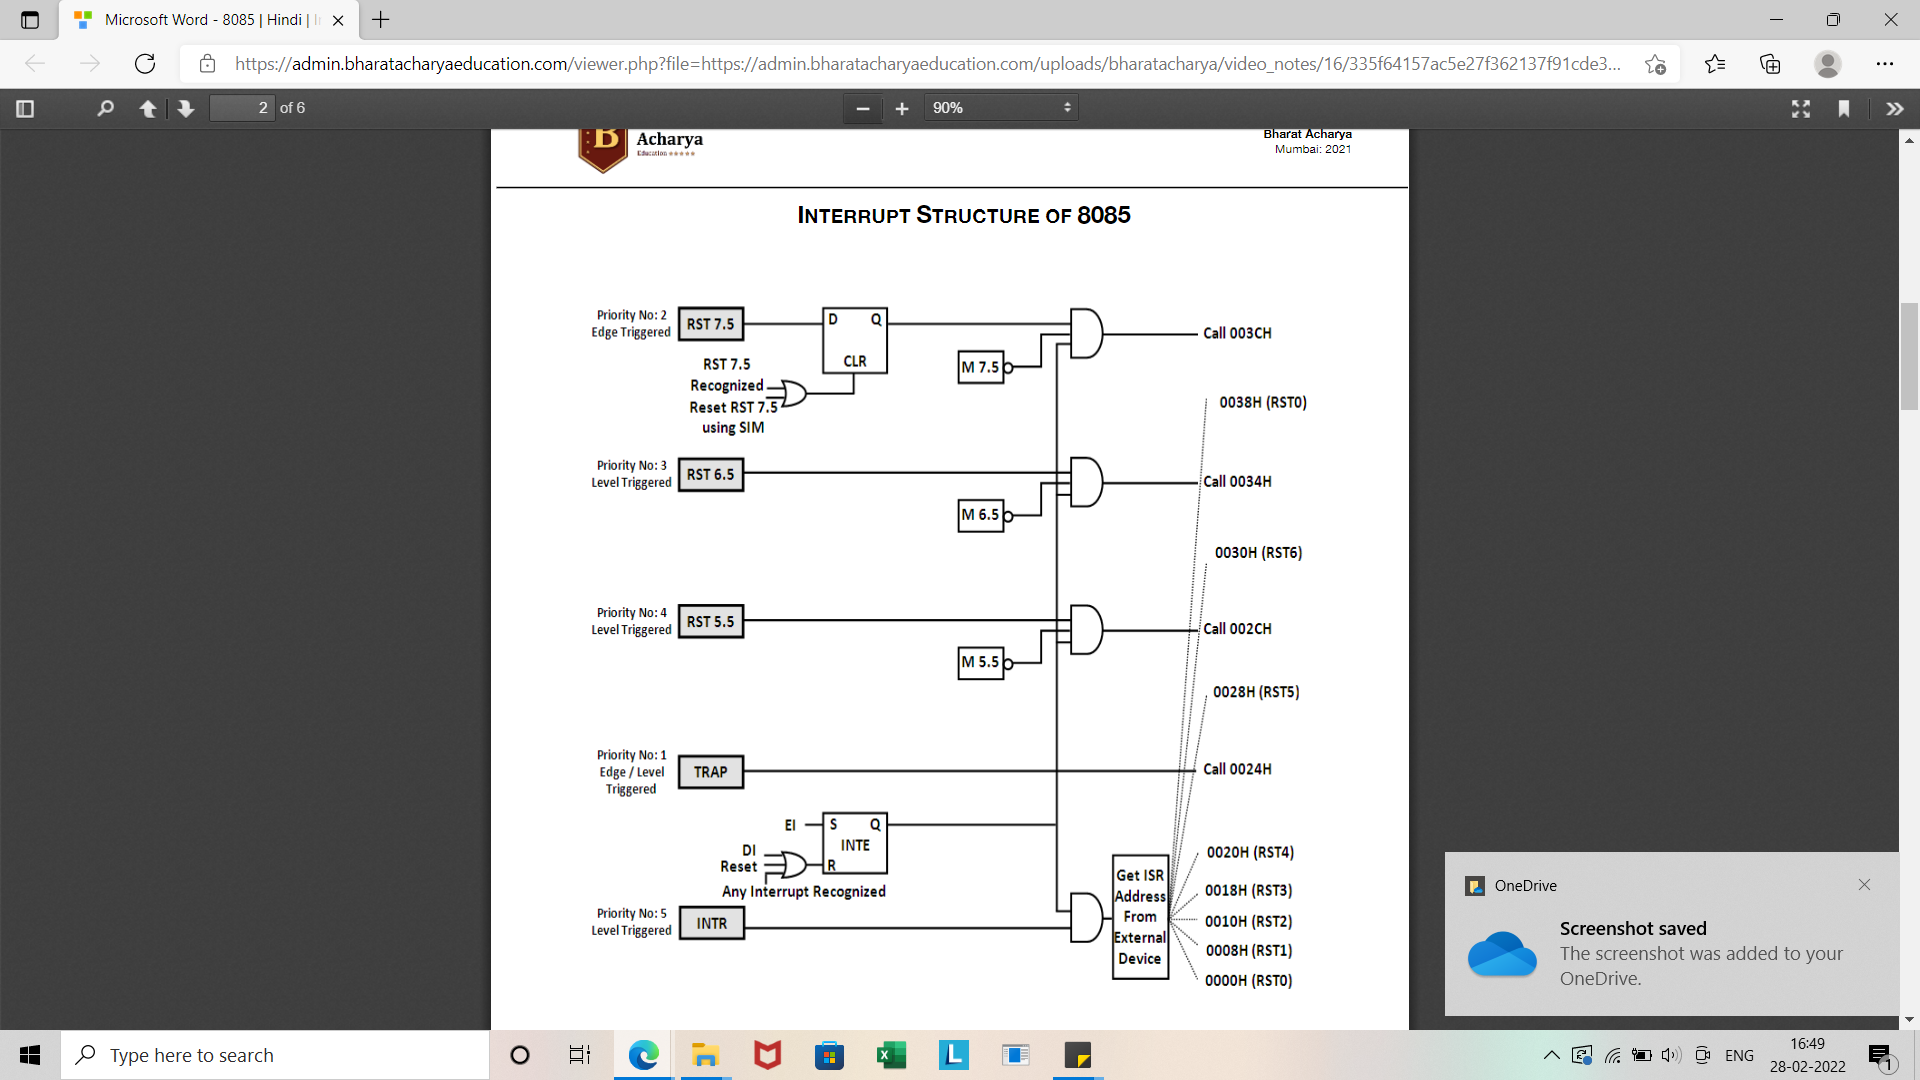 Microsoft Word - 8085 | Hindi |
https://admin.bharatacharyaeducation.com/viewer.php?file=https://admin.bharatacharyaeducation.com/uploads/bharatacharya/video_notes/16/335f64157ac5e27f362137f91cde3...
2 of 6
90%
B
Acharya
Education
Bharat Acharya
Mumbai: 2021
INTERRUPT STRUCTURE OF 8085
Priority No: 2
Edge Triggered
RST 7.5
D Q
CLR
RST 7.5
Recognized
Reset RST 7.5
using SIM
M 7.5
Call 003CH
0038H (RST0)
Priority No: 3
Level Triggered
RST 6.5
M 6.5
Call 0034H
0030H (RST6)
Priority No: 4
Level Triggered
RST 5.5
M 5.5
Call 002CH
0028H (RST5)
Priority No: 1
Edge / Level
Triggered
TRAP
Call 0024H
EI
S Q
INTE
R
DI
Reset
Any Interrupt Recognized
Priority No: 5
Level Triggered
INTR
Get ISR
Address
From
External
Device
0020H (RST4)
0018H (RST3)
0010H (RST2)
0008H (RST1)
0000H (RST0)
OneDrive
Screenshot saved
The screenshot was added to your
OneDrive.
Type here to search
L
ENG
16:49
28-02-2022
1